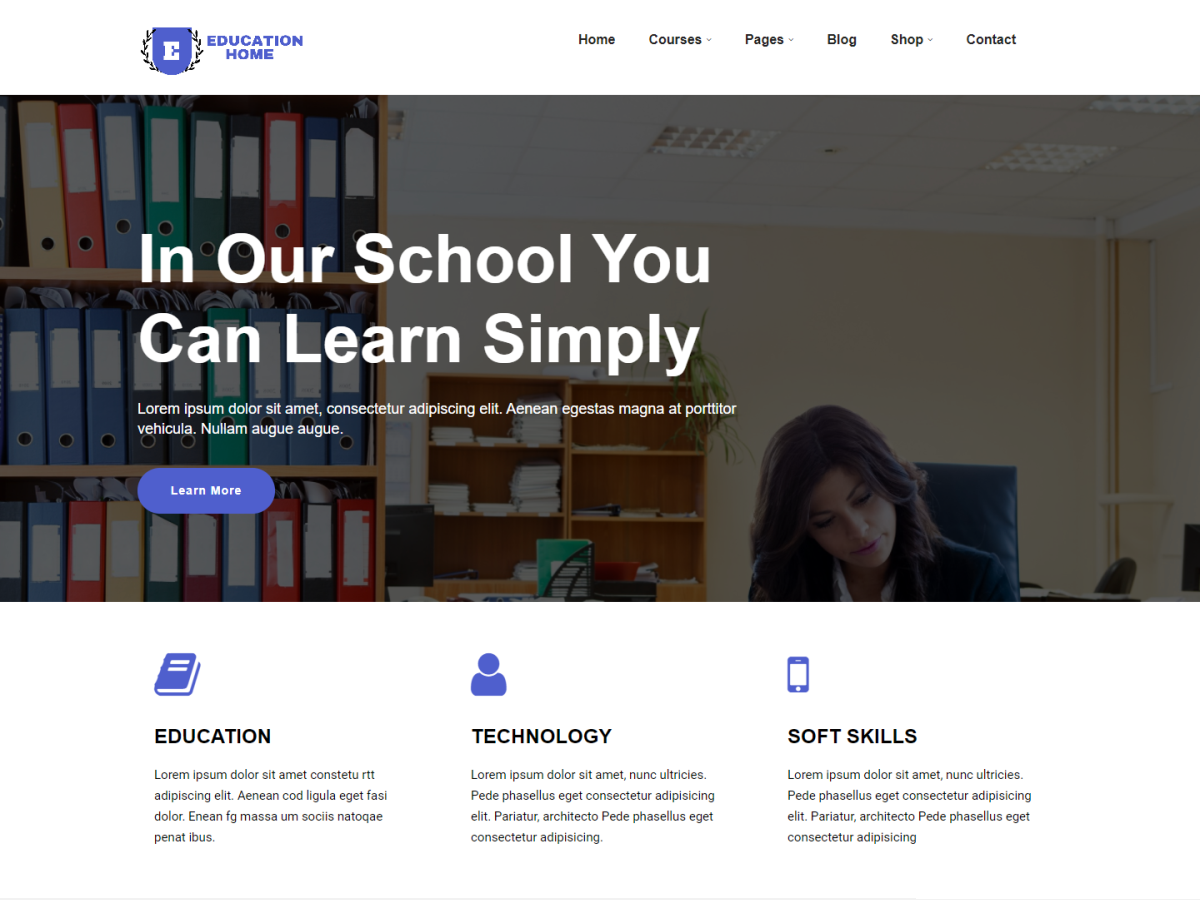 E
EDUCATION
HOME
Home
Courses
Pages
Blog
Shop
Contact
In Our School You
Can Learn Simply
Lorem ipsum dolor sit amet, consectetur adipiscing elit. Aenean egestas magna at porttitor
vehicula. Nullam augue augue.
Learn More
EDUCATION
Lorem ipsum dolor sit amet constetu rtt
adipiscing elit. Aenean cod ligula eget fasi
dolor. Enean fg massa um sociis natoqae
penat ibus.
TECHNOLOGY
Lorem ipsum dolor sit amet, nunc ultricies.
Pede phasellus eget consectetur adipisicing
elit. Pariatur, architecto Pede phasellus eget
consectetur adipisicing.
SOFT SKILLS
Lorem ipsum dolor sit amet, nunc ultricies.
Pede phasellus eget consectetur adipisicing
elit. Pariatur, architecto Pede phasellus eget
consectetur adipisicing